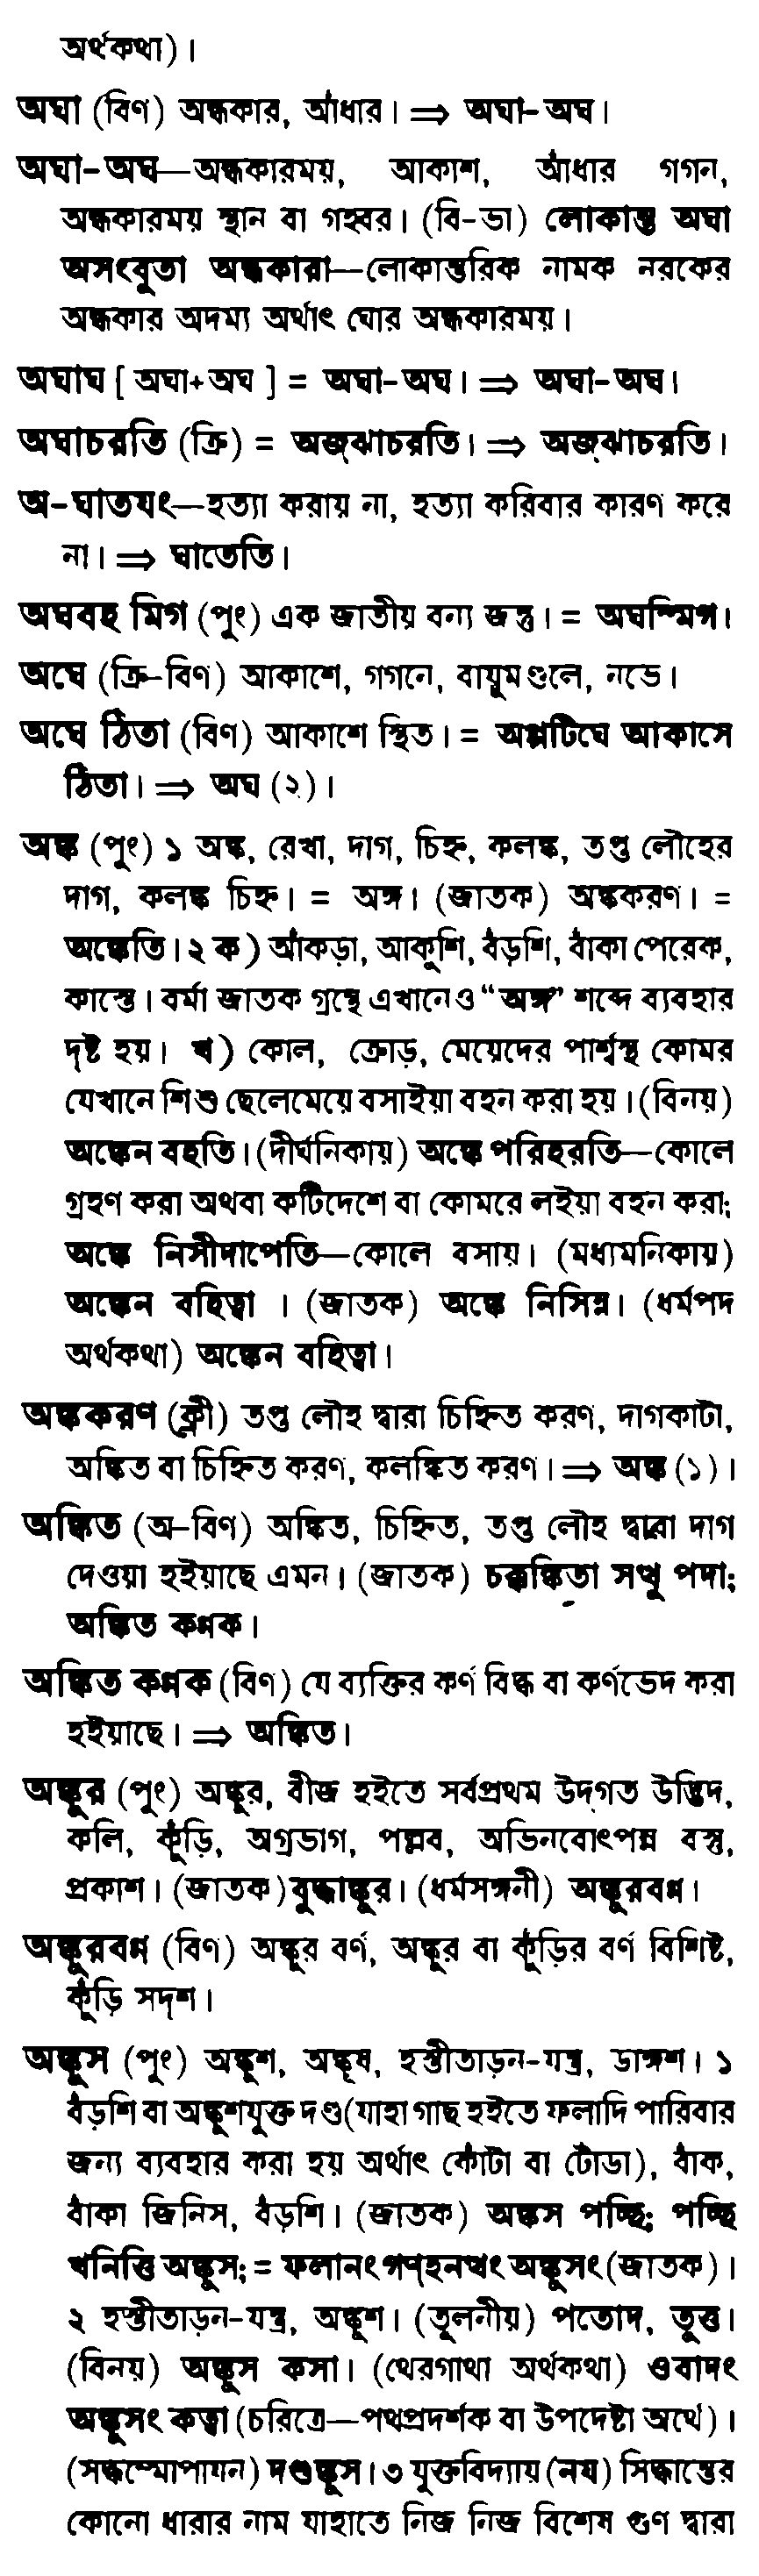 অর্থকথা)।
অঘা (বিণ) অন্ধকার, আঁধার। ⇒ অঘা-অঘ।
অঘা-অঘ—অন্ধকারময়, আকাশ, আঁধার গগন,
অন্ধকারময় স্থান বা গহ্বর। (বি-ভা) লোকান্ত অঘা
অসংবুতা অন্ধকারা—লোকান্তরিক নামক নরকের
অন্ধকার অদম্য অর্থাৎ ঘোর অন্ধকারময়।
অঘাঘ [ অঘা+অঘ ] = অঘা-অঘ। ⇒ অঘা-অঘ।
অঘাচরতি (ক্রি) = অজ্ঝাচরতি। ⇒ অজ্ঝাচরতি।
অ-ঘাতযং—হত্যা করায় না, হত্যা করিবার কারণ করে
না। ⇒ ঘাতেতি।
অঘবহ মিগ (পুং) এক জাতীয় বন্য জন্তু। = অঘম্মিগ।
অঘে (ক্রি-বিণ) আকাশে, গগনে, বায়ুমণ্ডলে, নভে।
অঘে ঠিতা (বিণ) আকাশে স্থিত। = অপ্পটিঘে আকাসে
ঠিতা। ⇒ অঘ (২)।
অঙ্ক (পুং) ১ অঙ্ক, রেখা, দাগ, চিহ্ন, কলঙ্ক, তপ্ত লৌহের
দাগ, কলঙ্ক চিহ্ন। = অঙ্গ। (জাতক) অঙ্ককরণ। =
অঙ্কেতি। ২ ক) আঁকড়া, আকুশি, বঁড়শি, বাঁকা পেরেক,
কাস্তে। বর্মা জাতক গ্রন্থে এখানেও “অঙ্গ” শব্দে ব্যবহার
দৃষ্ট হয়। খ) কোল, ক্রোড়, মেয়েদের পার্শ্বস্থ কোমর
যেখানে শিশু ছেলেমেয়ে বসাইয়া বহন করা হয়। (বিনয়)
অঙ্কেন বহতি। (দীর্ঘনিকায়) অঙ্কে পরিহরতি—কোলে
গ্রহণ করা অথবা কটিদেশে বা কোমরে লইয়া বহন করা;
অঙ্কে নিসীদাপেতি—কোলে বসায়। (মধ্যমনিকায়)
অঙ্কেন বহিত্বা । (জাতক) অঙ্কে নিসিন্ন। (ধর্মপদ
অর্থকথা) অঙ্কেন বহিত্বা।
অঙ্ককরণ (ক্লী) তপ্ত লৌহ দ্বারা চিহ্নিত করণ, দাগকাটা,
অঙ্কিত বা চিহ্নিত করণ, কলঙ্কিত করণ। ⇒ অঙ্ক (১)।
অঙ্কিত (অ-বিণ) অঙ্কিত, চিহ্নিত, তপ্ত লৌহ দ্বারা দাগ
দেওয়া হইয়াছে এমন। (জাতক) চক্কঙ্কিতা সত্থু পদা;
অঙ্কিত কণ্নক।
অঙ্কিত কণ্নক (বিণ) যে ব্যক্তির কর্ণ বিদ্ধ বা কর্ণভেদ করা
হইয়াছে। ⇒ অঙ্কিত।
অঙ্কুর (পুং) অঙ্কুর, বীজ হইতে সর্বপ্রথম উদ্গত উদ্ভিদ,
কলি, কুঁড়ি, অগ্রভাগ, পল্লব, অভিনবোৎপন্ন বস্তু,
প্রকাশ। (জাতক) বুদ্ধাঙ্কুর। (ধর্মসঙ্গনী) অঙ্কুরবণ্ন।
অঙ্কুরবণ্ন (বিণ) অঙ্কুর বর্ণ, অঙ্কুর বা কুঁড়ির বর্ণ বিশিষ্ট,
কুঁড়ি সদৃশ।
অঙ্কুস (পুং) অঙ্কুশ, অঙ্কুষ, হস্তীতাড়ন-যন্ত্র, ডাঙ্গশ। ১
বঁড়শি বা অঙ্কুশযুক্ত দণ্ড (যাহা গাছ হইতে ফলাদি পারিবার
জন্য ব্যবহার করা হয় অর্থাৎ কোঁটা বা টোঁডা), বাঁক,
বাঁকা জিনিস, বঁড়শি। (জাতক) অঙ্কস পচ্ছি; পচ্ছি
খনিত্তি অঙ্কুস; = ফলানং গণ্হনত্থং অঙ্কুসং (জাতক)।
২ হস্তীতাড়ন-যন্ত্র, অঙ্কুশ। (তুলনীয়) পতোদ, তুত্ত।
(বিনয়) অঙ্কুস কসা। (থেরগাথা অর্থকথা) ওবাদং
অঙ্কুসং কত্বা (চরিত্রে—পথপ্রদর্শক বা উপদেষ্টা অর্থে)।
(সদ্ধম্মোপাযন) দণ্ডঙ্কুস। ৩ যুক্তবিদ্যায় (নয) সিদ্ধান্তের
কোনো ধারার নাম যাহাতে নিজ নিজ বিশেষ গুণ দ্বারা